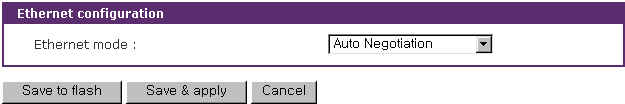 Ethernet configuration
Ethernet mode : Auto Negotiation
Save to flash Save & apply Cancel